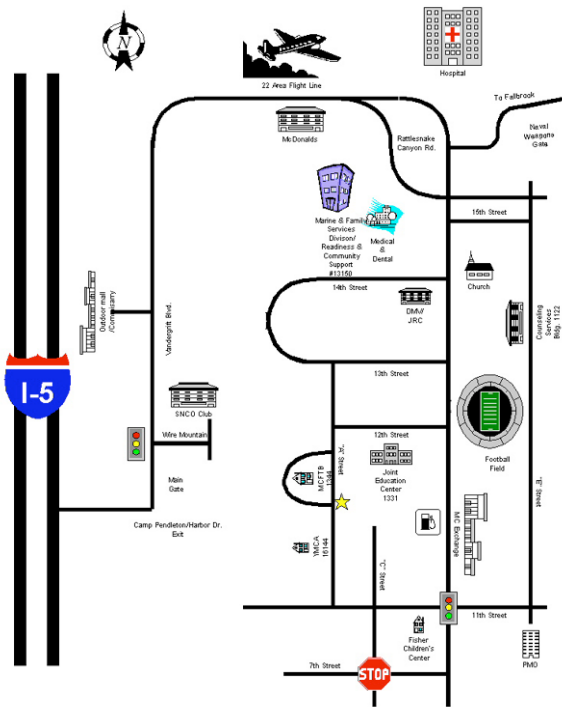 N
Hospital
22 Area Flight Line
To Fallbrook
McDonalds
Rattlesnake
Canyon Rd.
Naval
Weapons
Gate
Marine & Family
Services
Divison/
Readiness &
Community
Support
#13150
Medical
&
Dental
15th Street
Church
14th Street
DMV/
JRC
Outdoor mall
/Commisarry
Vandergrift Blvd.
Counseling
Services
Bldg. 1122
I-5
13th Street
SNCO Club
Wire Mountain
12th Street
"A" Street
Football
Field
MCFTB
1344
Joint
Education
Center
1331
"E" Street
Main
Gate
Camp Pendleton/Harbor Dr.
Exit
YMCA
16144
"C" Street
MC Exchange
11th Street
Fisher
Children's
Center
PMO
7th Street
STOP